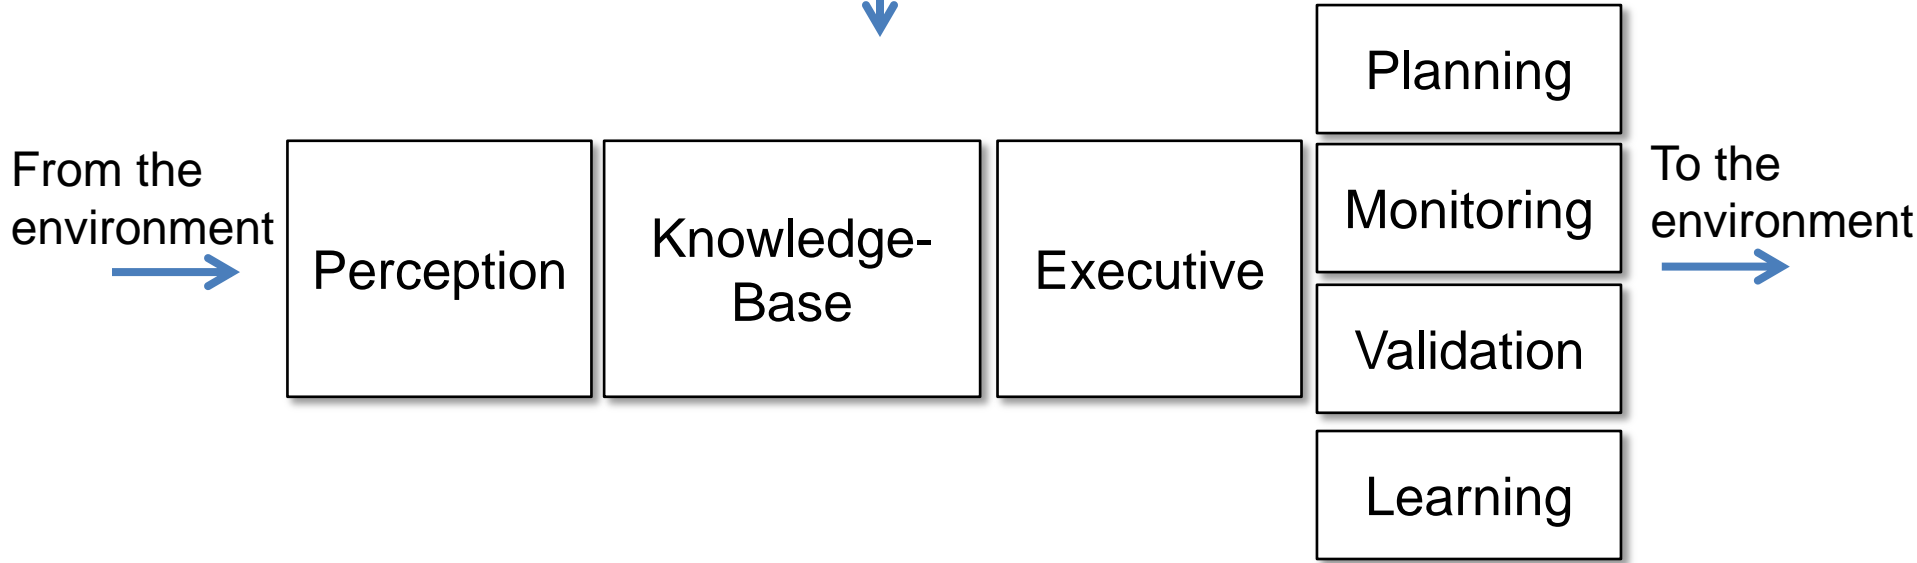 From the
environment
Perception
Knowledge-
Base
Executive
Planning
Monitoring
Validation
Learning
To the
environment